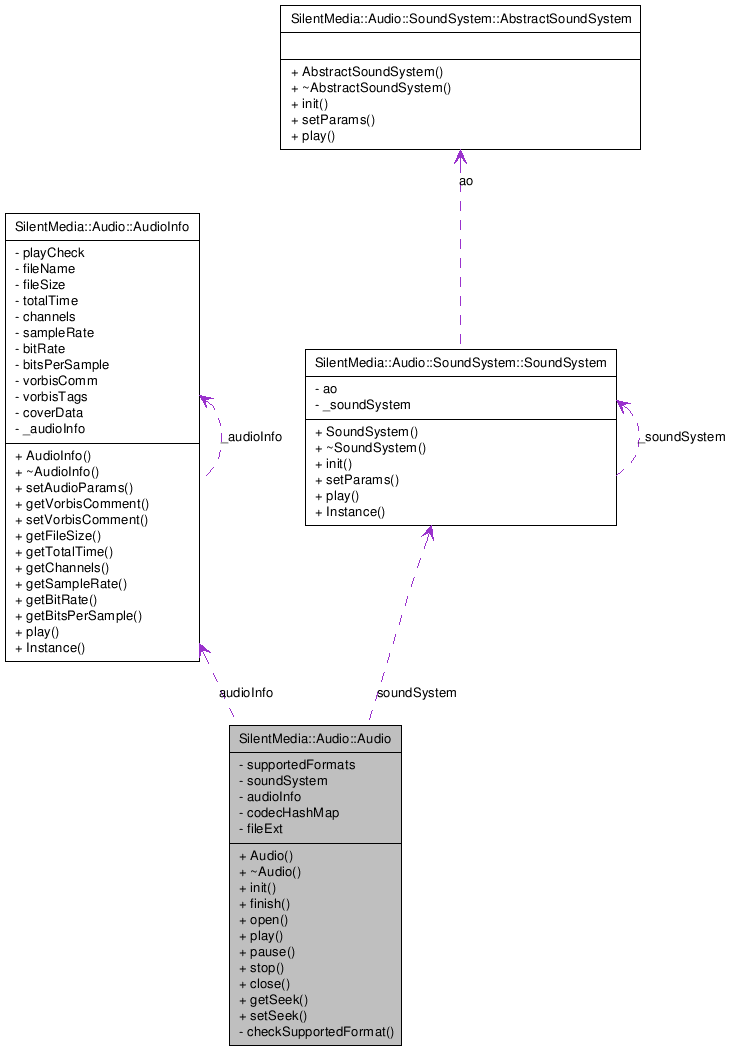 SilentMedia::Audio::SoundSystem::AbstractSoundSystem
+ AbstractSoundSystem()
+ ~AbstractSoundSystem()
+ init()
+ setParams()
+ play()
ao
SilentMedia::Audio::AudioInfo
- playCheck
- fileName
- fileSize
- totalTime
- channels
- sampleRate
- bitRate
- bitsPerSample
- vorbisComm
- vorbisTags
- coverData
- _audioInfo
+ AudioInfo()
+ ~AudioInfo()
+ setAudioParams()
+ getVorbisComment()
+ setVorbisComment()
+ getFileSize()
+ getTotalTime()
+ getChannels()
+ getSampleRate()
+ getBitRate()
+ getBitsPerSample()
+ play()
+ Instance()
_audioInfo
SilentMedia::Audio::SoundSystem::SoundSystem
- ao
- _soundSystem
+ SoundSystem()
+ ~SoundSystem()
+ init()
+ setParams()
+ play()
+ Instance()
_soundSystem
audioInfo
soundSystem
SilentMedia::Audio::Audio
- supportedFormats
- soundSystem
- audioInfo
- codecHashMap
- fileExt
+ Audio()
+ ~Audio()
+ init()
+ finish()
+ open()
+ play()
+ pause()
+ stop()
+ close()
+ getSeek()
+ setSeek()
- checkSupportedFormat()